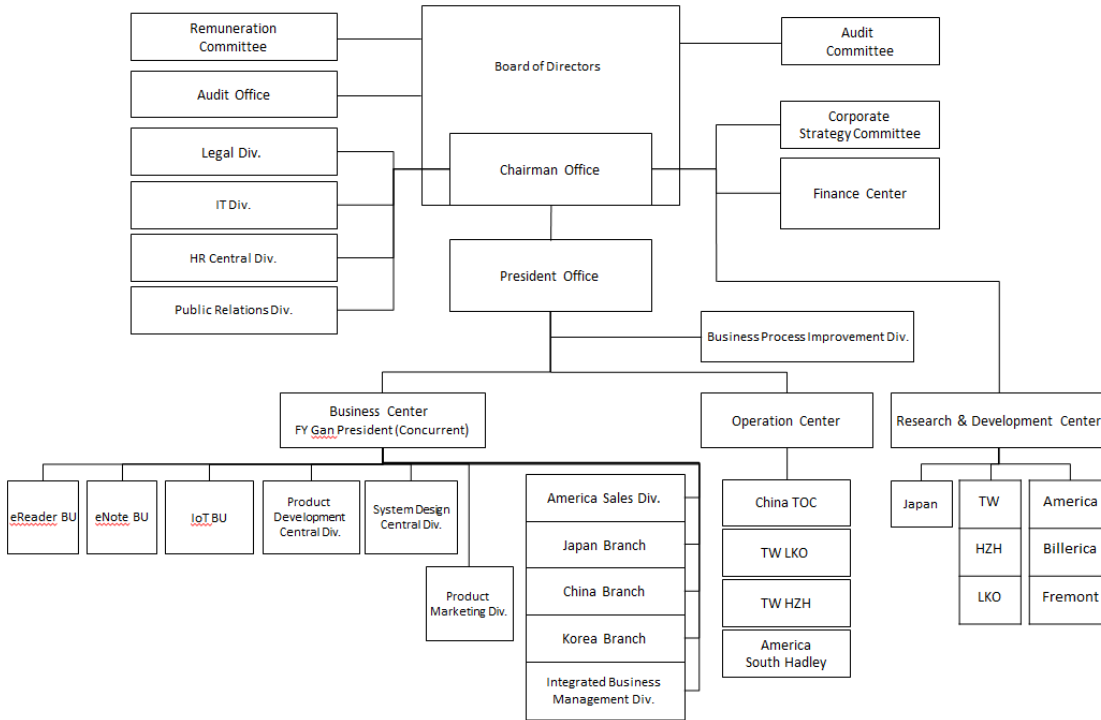 Remuneration
Committee
Board of Directors
Audit
Committee
Audit Office
Corporate
Strategy Committee
Legal Div.
Chairman Office
Finance Center
IT Div.
HR Central Div.
President Office
Public Relations Div.
Business Process Improvement Div.
Business Center
FY Gan President (Concurrent)
Operation Center
Research & Development Center
eReader BU
eNote BU
IoT BU
Product
Development
Central Div.
System Design
Central Div.
Product
Marketing Div.
America Sales Div.
Japan Branch
China Branch
Korea Branch
Integrated Business
Management Div.
China TOC
TW LKO
TW HZH
America
South Hadley
Japan
TW
HZH
LKO
America
Billerica
Fremont